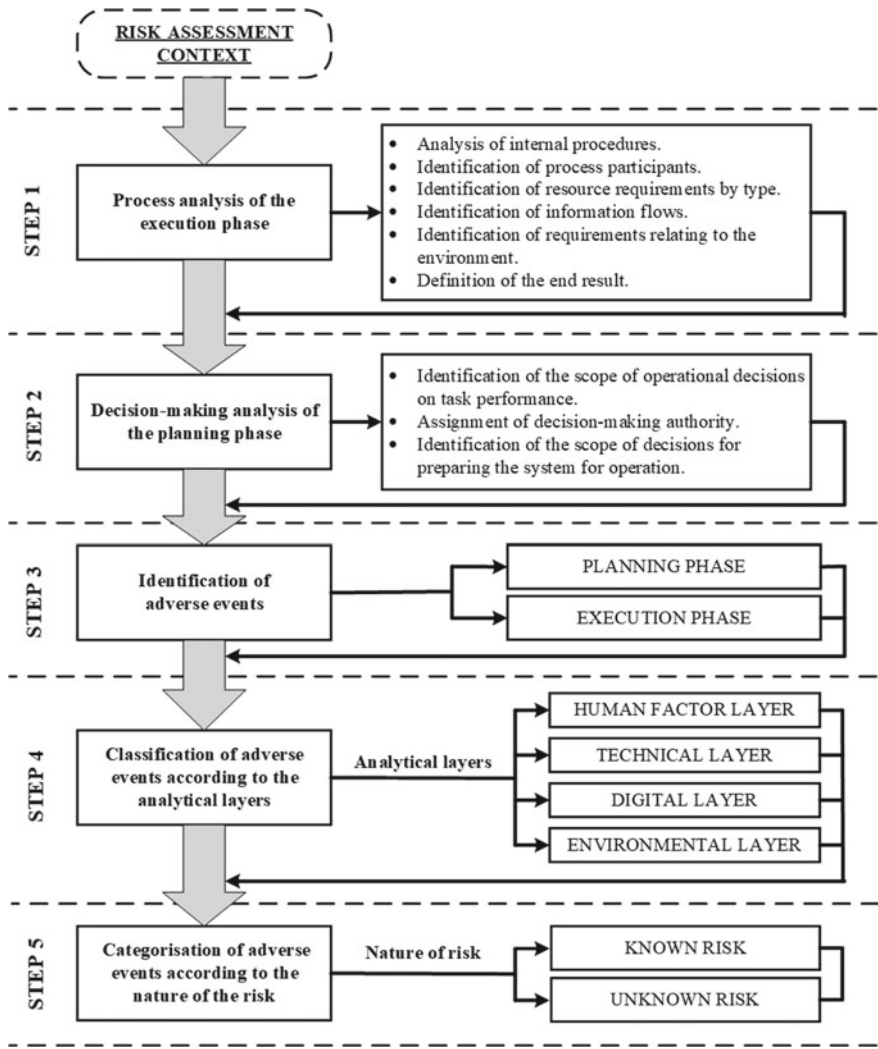 RISK ASSESSMENT
CONTEXT
STEP 1
Process analysis of the
execution phase
• Analysis of internal procedures.
• Identification of process participants.
• Identification of resource requirements by type.
• Identification of information flows.
• Identification of requirements relating to the
environment.
• Definition of the end result.
STEP 2
Decision-making analysis of
the planning phase
• Identification of the scope of operational decisions
on task performance.
• Assignment of decision-making authority.
• Identification of the scope of decisions for
preparing the system for operation.
STEP 3
Identification of
adverse events
PLANNING PHASE
EXECUTION PHASE
STEP 4
Classification of adverse
events according to the
analytical layers
Analytical layers
HUMAN FACTOR LAYER
TECHNICAL LAYER
DIGITAL LAYER
ENVIRONMENTAL LAYER
STEP 5
Categorisation of adverse
events according to the
nature of the risk
Nature of risk
KNOWN RISK
UNKNOWN RISK